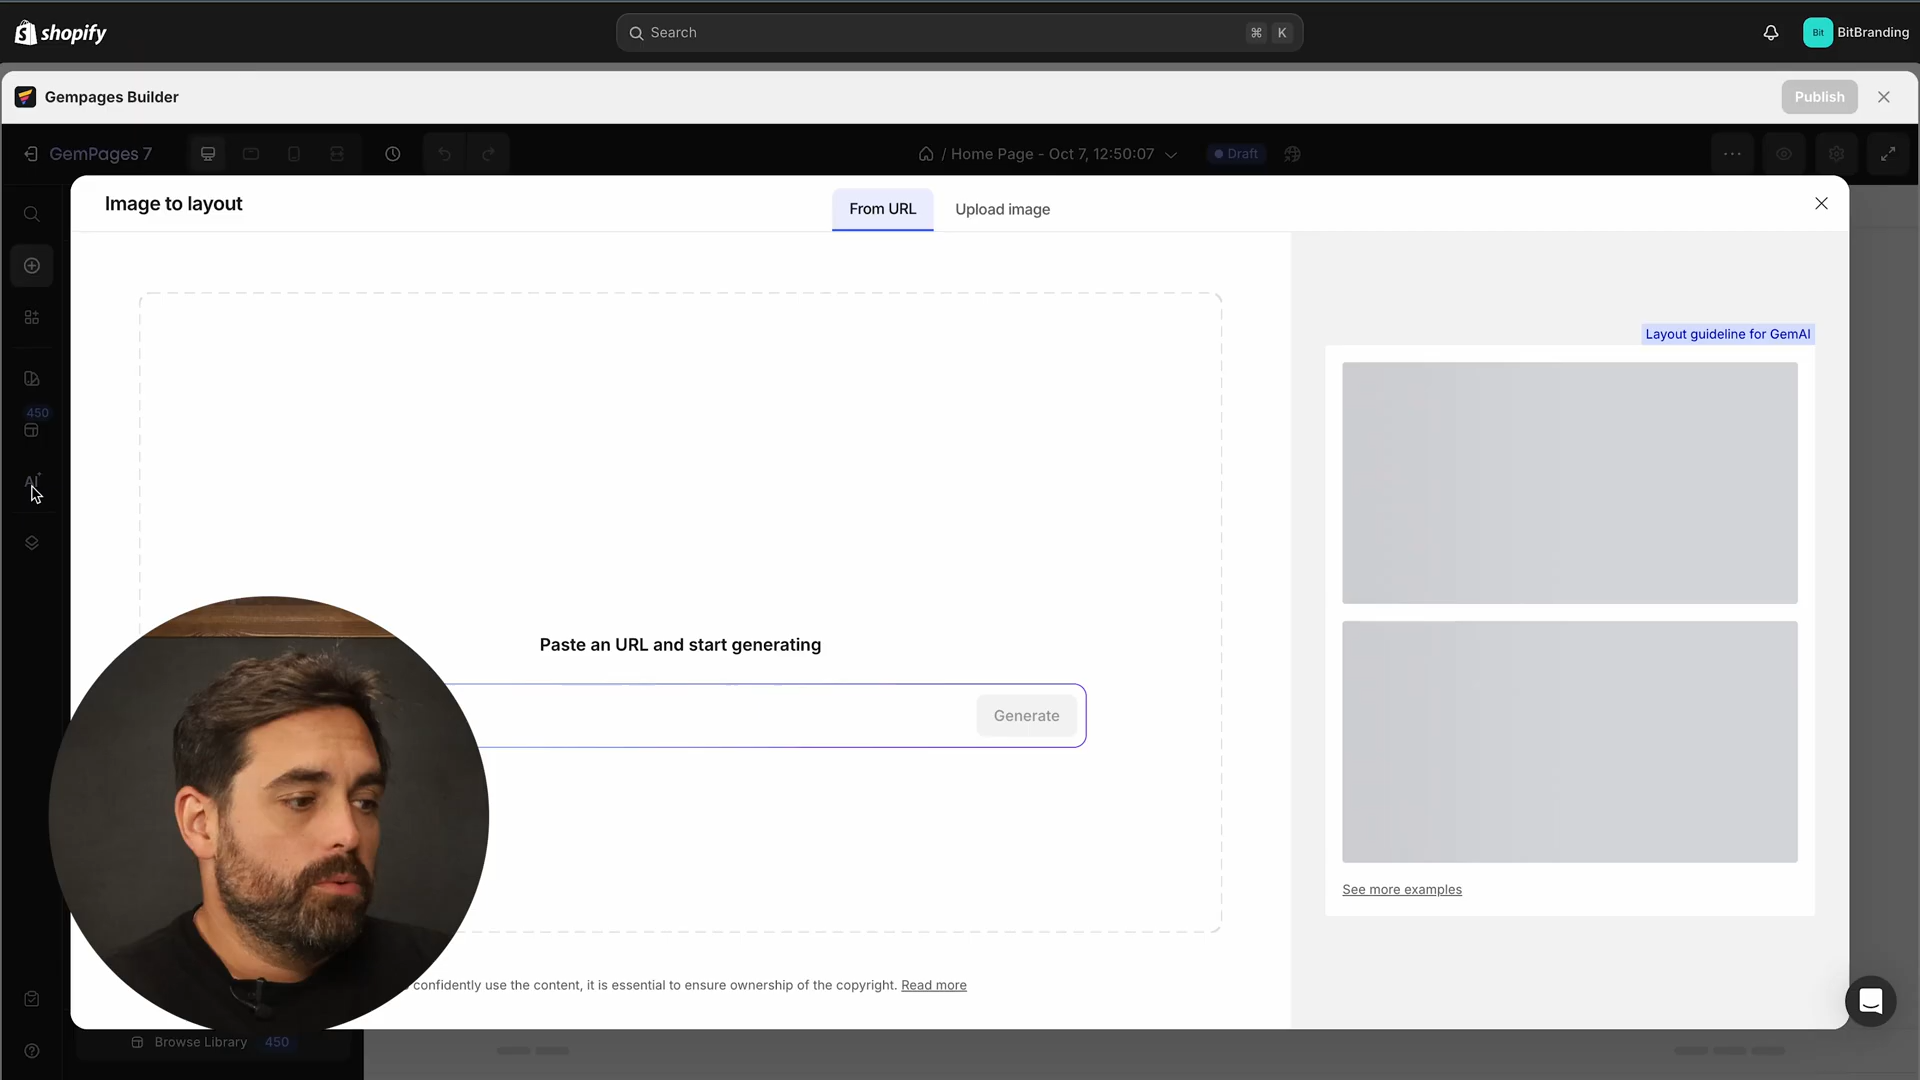 shopify
Search
⌘ K
Bit
BitBranding
Gempages Builder
Publish
GemPages 7
/ Home Page - Oct 7, 12:50:07
Draft
Image to layout
From URL
Upload image
Layout guideline for GemAI
450
AI
Paste an URL and start generating
Generate
See more examples
confidently use the content, it is essential to ensure ownership of the copyright. Read more
Browse Library 450